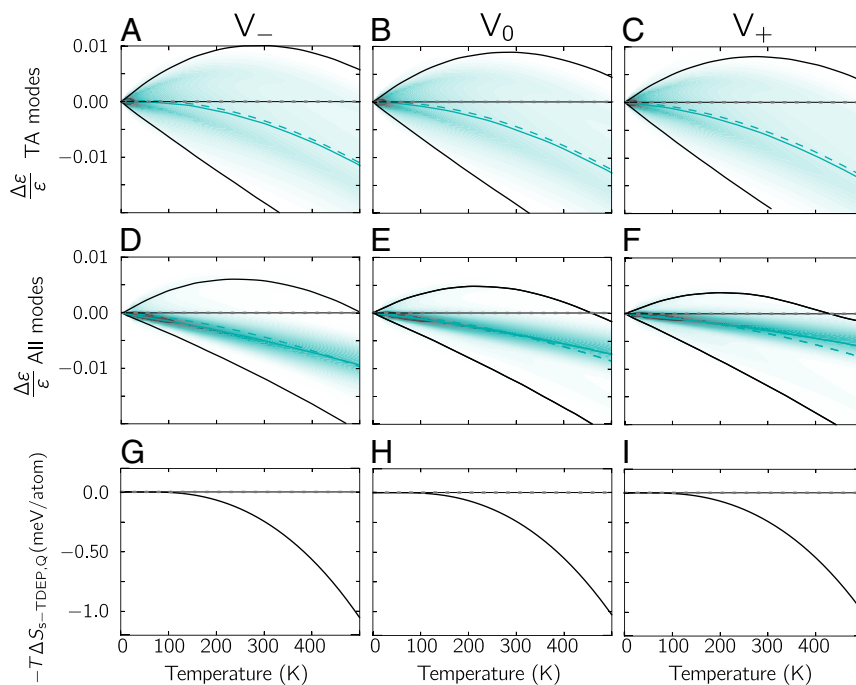 V− V0 V+
A B C
0.01
0.00
−0.01
Δε/ε TA modes
D E F
0.01
0.00
−0.01
Δε/ε All modes
G H I
0.0
−0.50
−1.0
−TΔS s−TDEP,Q (meV/atom)
0 100 200 300 400 0 100 200 300 400 0 100 200 300 400
Temperature (K) Temperature (K) Temperature (K)